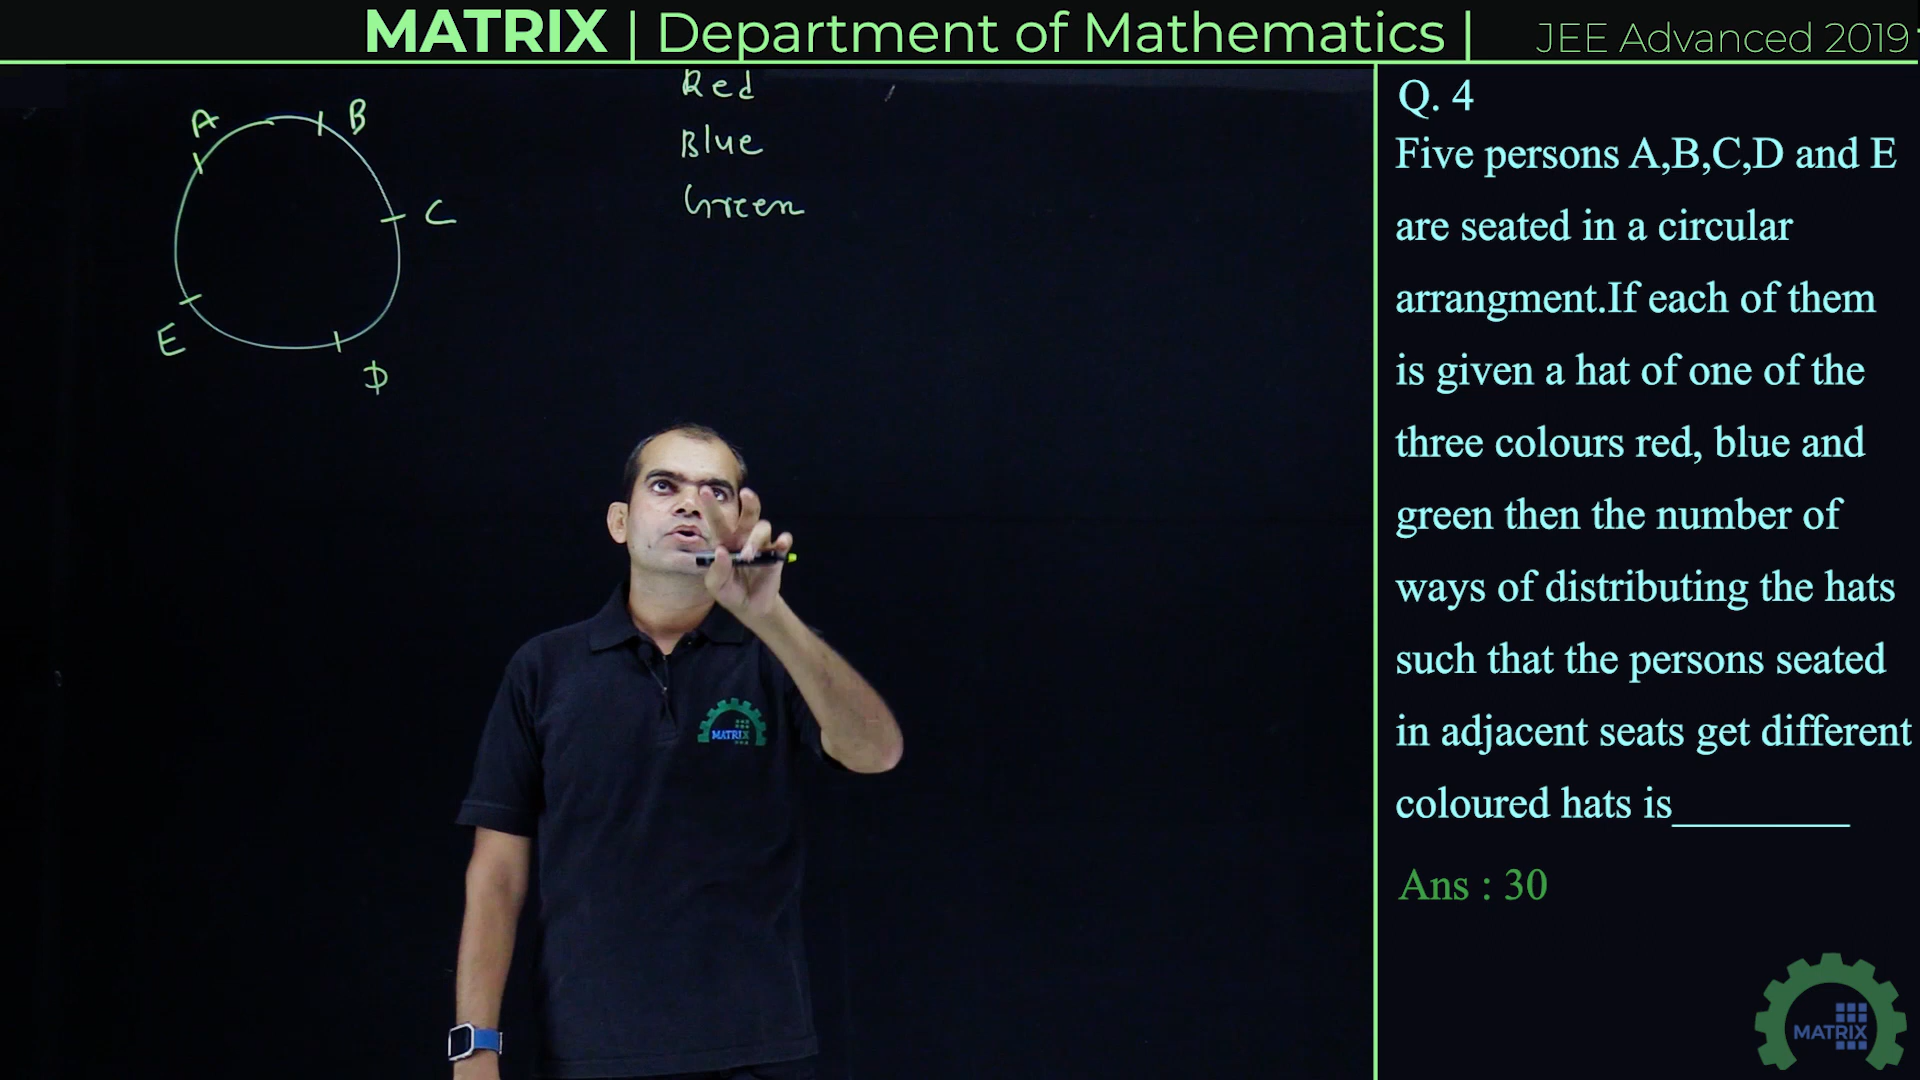 MATRIX | Department of Mathematics | JEE Advanced 2019
A
B
C
D
E
Red
Blue
Green
MATRIX
Q. 4
Five persons A,B,C,D and E
are seated in a circular
arrangment.If each of them
is given a hat of one of the
three colours red, blue and
green then the number of
ways of distributing the hats
such that the persons seated
in adjacent seats get different
coloured hats is_________
Ans : 30
MATRIX